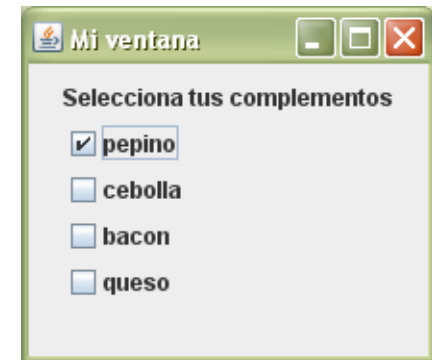 Mi ventana
Selecciona tus complementos
pepino
cebolla
bacon
queso